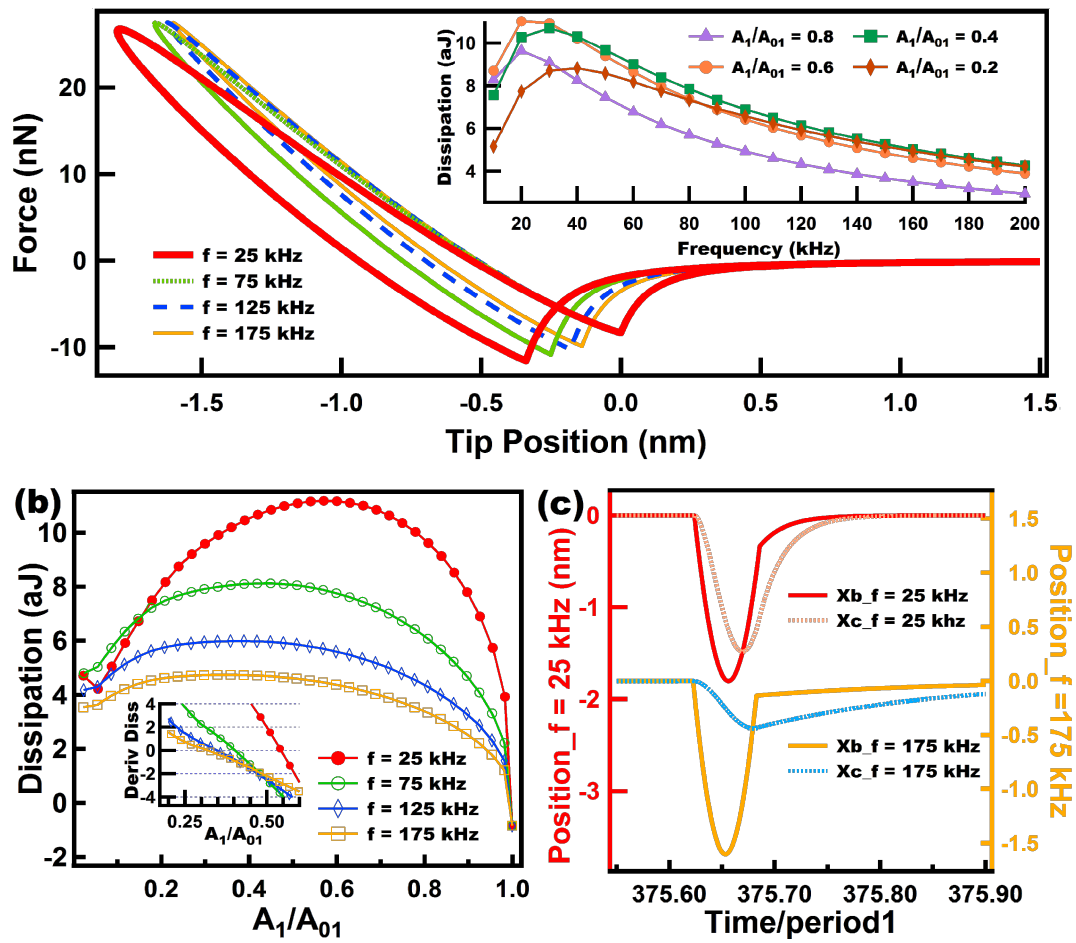 Force (nN)
20
10
0
-10
f = 25 kHz
f = 75 kHz
f = 125 kHz
f = 175 kHz
-1.5
-1.0
-0.5
0.0
0.5
1.0
1.5
Tip Position (nm)
Dissipation (aJ)
10
8
6
4
A1/A01 = 0.8
A1/A01 = 0.4
A1/A01 = 0.6
A1/A01 = 0.2
20 40 60 80 100 120 140 160 180 200
Frequency (kHz)
(b)
Dissipation (aJ)
10
8
6
4
2
0
-2
Deriv Diss
4
2
0
-2
-4
0.25 0.50
A1/A01
f = 25 kHz
f = 75 kHz
f = 125 kHz
f = 175 kHz
0.2 0.4 0.6 0.8 1.0
A1/A01
(c)
Position_f = 25 kHz (nm)
0
-1
-2
-3
Xb_f = 25 kHz
Xc_f = 25 khz
Xb_f = 175 kHz
Xc_f = 175 kHz
1.5
1.0
0.5
0.0
-0.5
-1.0
-1.5
Position_f =175 kHz
375.60 375.70 375.80 375.90
Time/period1